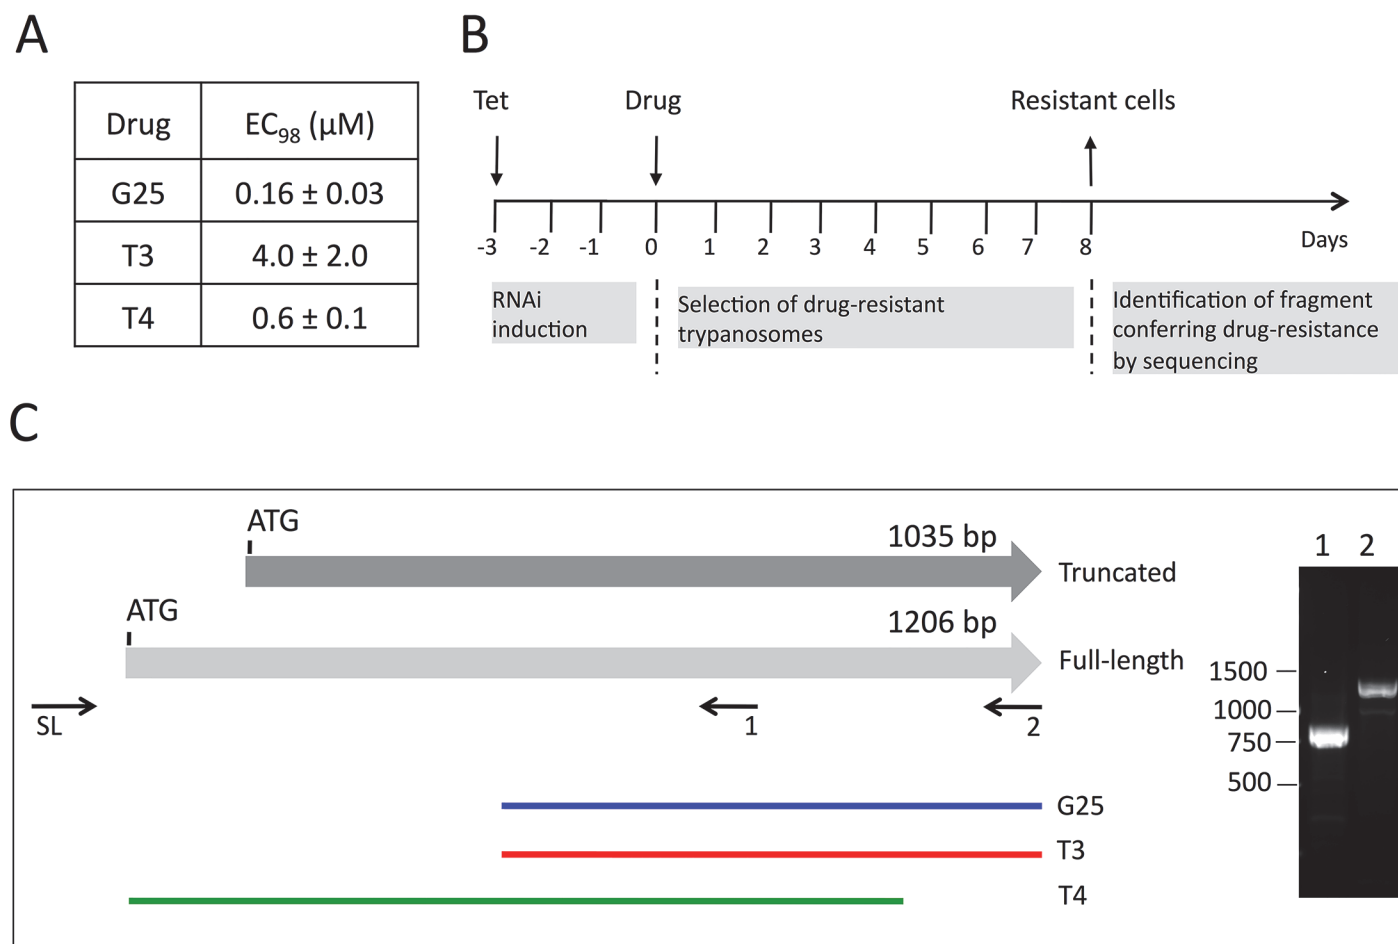 A
Drug EC98 (µM)
G25 0.16 ± 0.03
T3 4.0 ± 2.0
T4 0.6 ± 0.1
B
Tet Drug Resistant cells
-3 -2 -1 0 1 2 3 4 5 6 7 8 Days
RNAi
induction
Selection of drug-resistant
trypanosomes
Identification of fragment
conferring drug-resistance
by sequencing
C
ATG
1035 bp
Truncated
ATG
1206 bp
Full-length
SL 1 2
G25
T3
T4
1 2
1500
1000
750
500